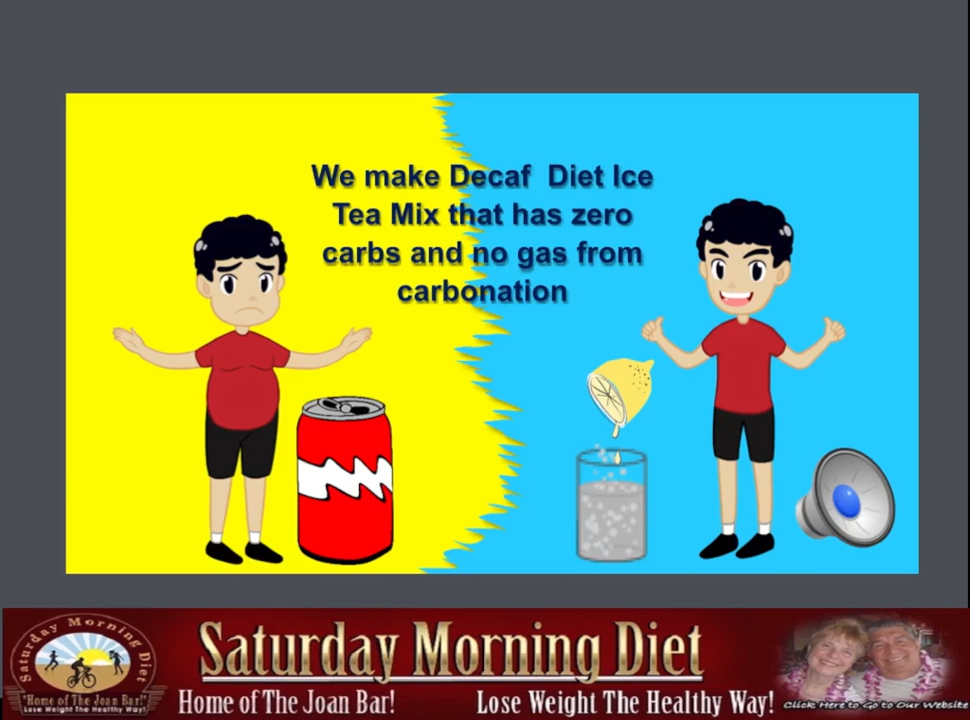 We make Decaf  Diet Ice
Tea Mix that has zero
carbs and no gas from
carbonation
Saturday Morning Diet
"Home of The Joan Bar!"
Lose Weight The Healthy Way!
Saturday Morning Diet
Home of The Joan Bar! Lose Weight The Healthy Way!
Click Here to Go to Our Website